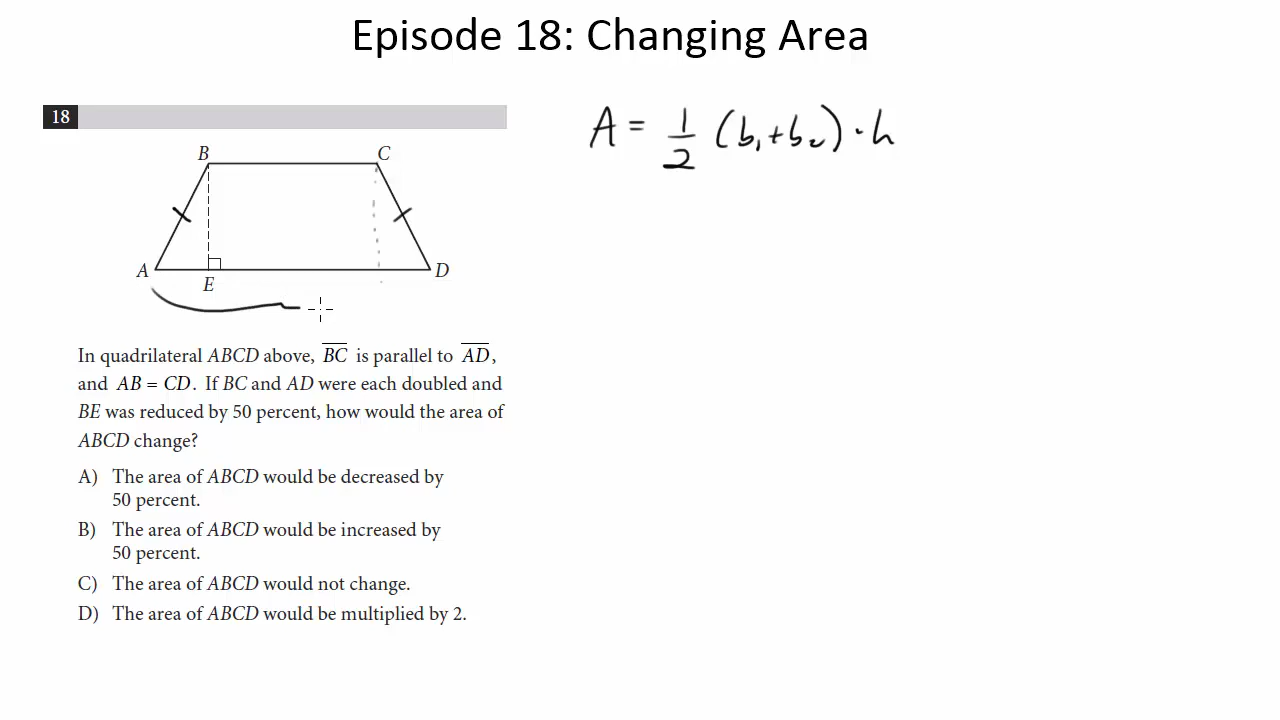 Episode 18: Changing Area
18
A = 1/2 (b₁+b₂)·h
B C
A E D
In quadrilateral ABCD above, BC is parallel to AD,
and AB = CD. If BC and AD were each doubled and
BE was reduced by 50 percent, how would the area of
ABCD change?
A) The area of ABCD would be decreased by
50 percent.
B) The area of ABCD would be increased by
50 percent.
C) The area of ABCD would not change.
D) The area of ABCD would be multiplied by 2.